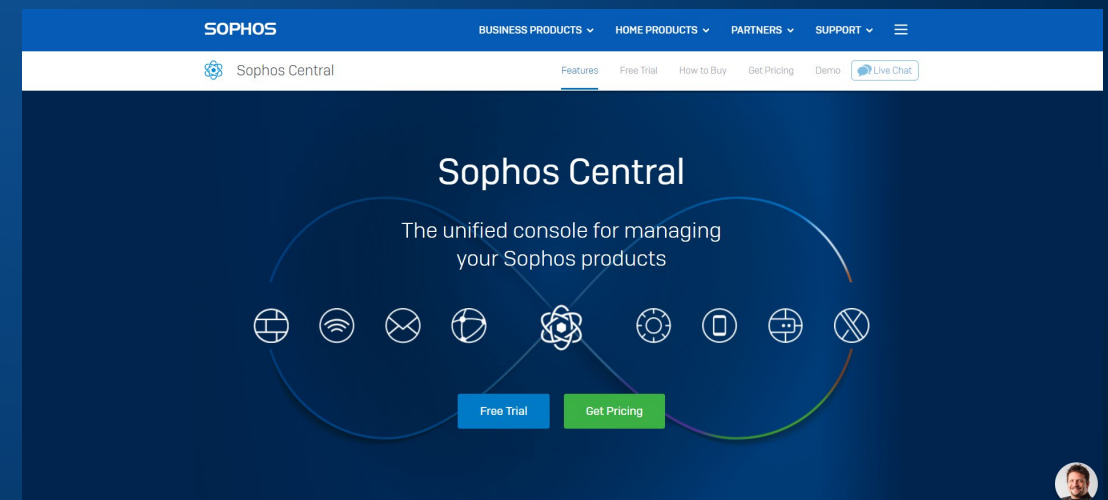 SOPHOS
BUSINESS PRODUCTS
HOME PRODUCTS
PARTNERS
SUPPORT
Sophos Central
Features
Free Trial
How to Buy
Get Pricing
Demo
Live Chat
Sophos Central
The unified console for managing
your Sophos products
Free Trial
Get Pricing